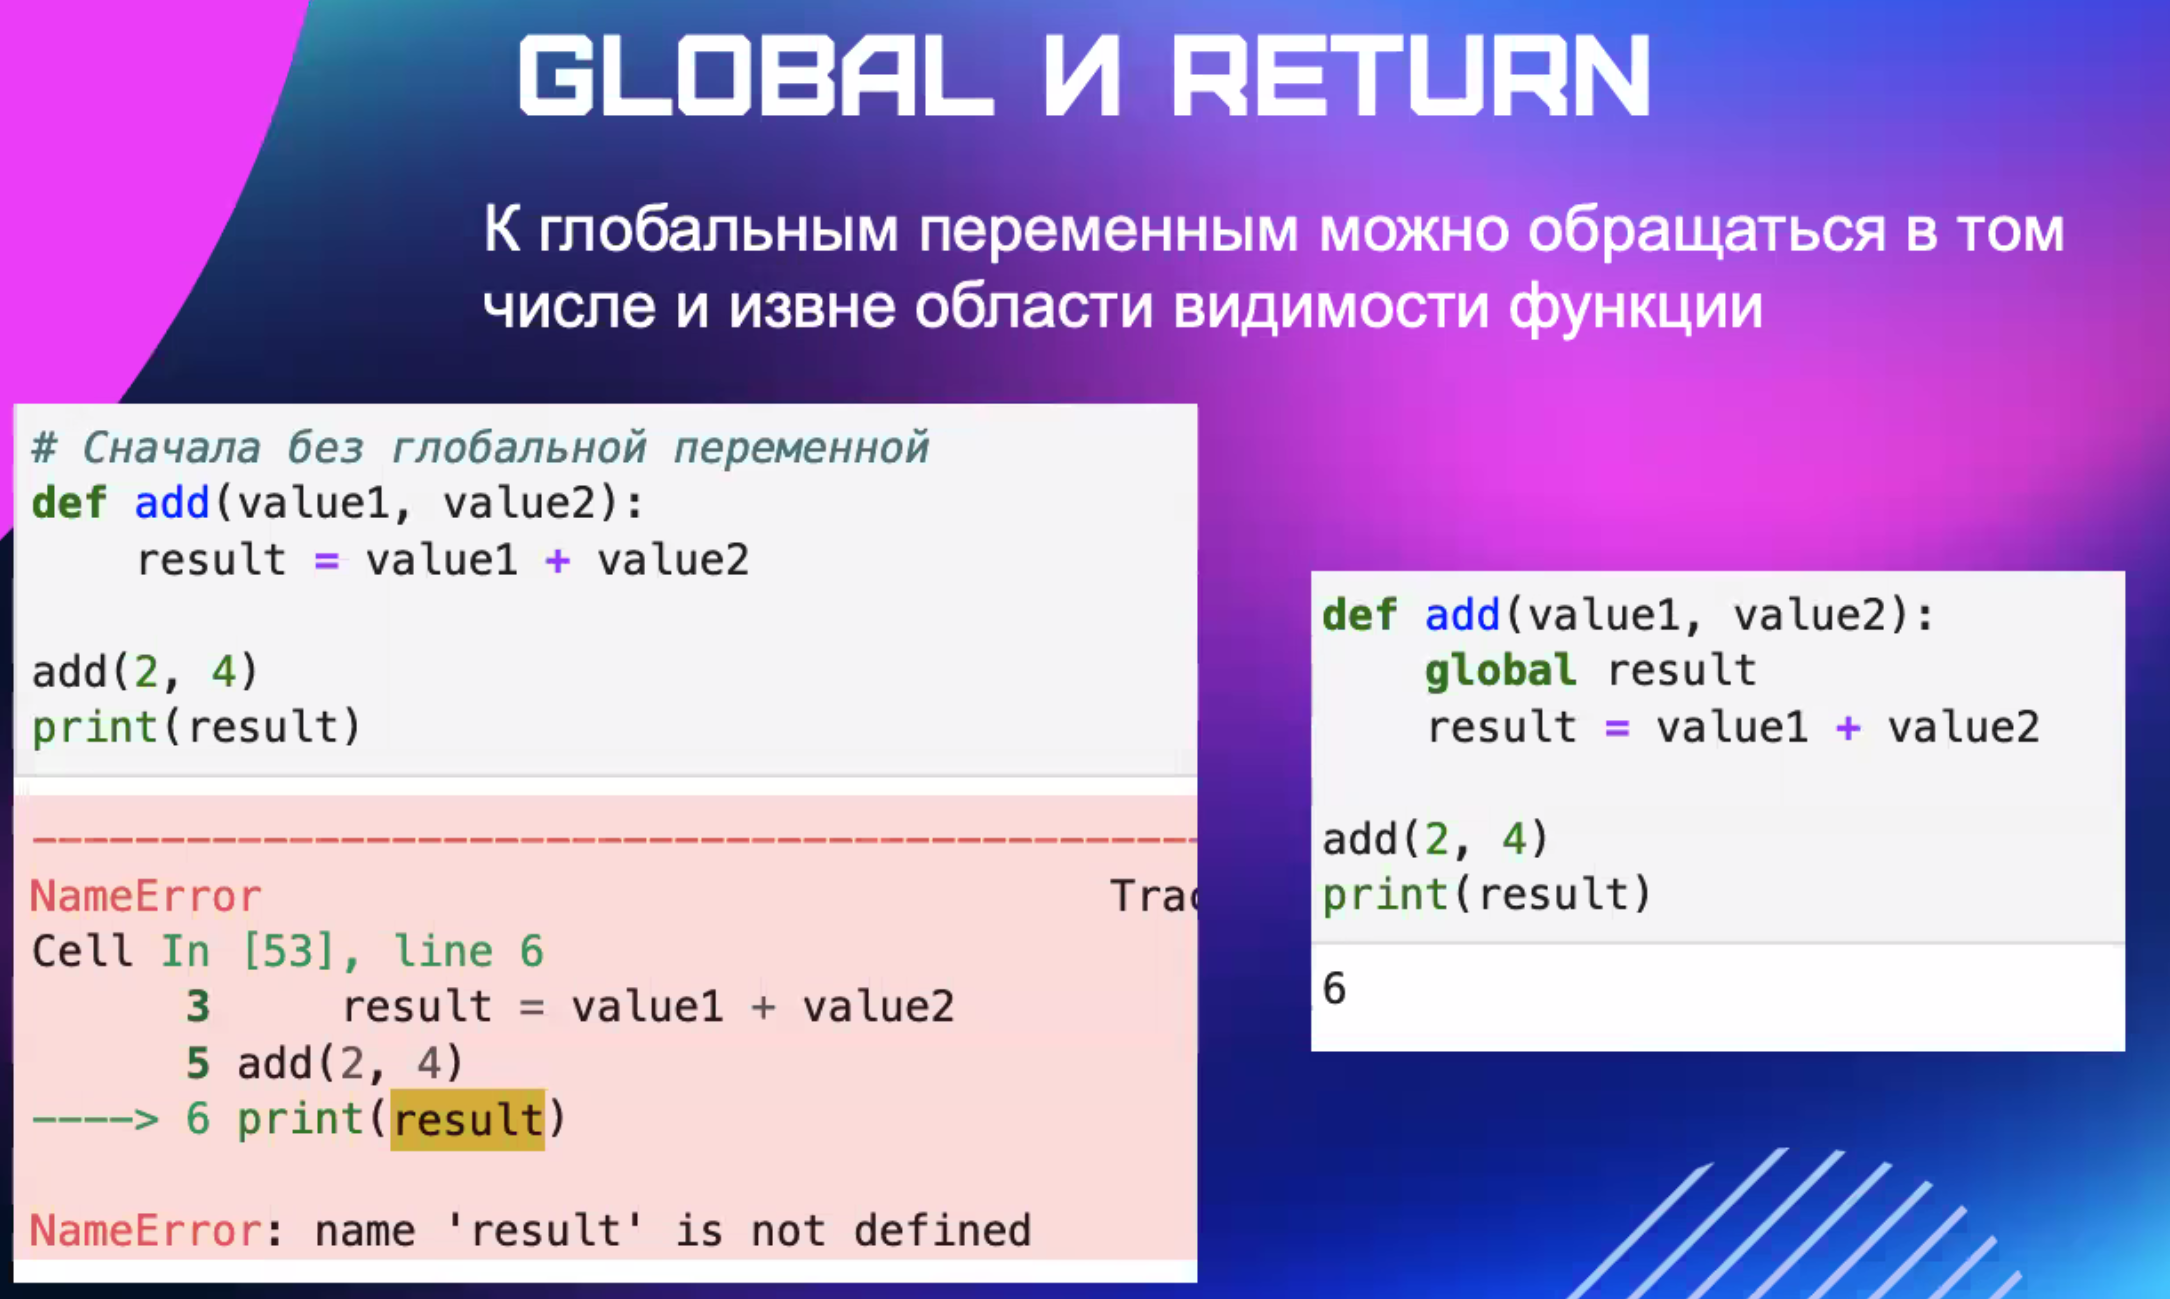 GLOBAL И RETURN
К глобальным переменным можно обращаться в том
числе и извне области видимости функции
# Сначала без глобальной переменной
def add(value1, value2):
    result = value1 + value2
add(2, 4)
print(result)
--------------------------------------------------------
NameError                                 Trac
Cell In [53], line 6
      3     result = value1 + value2
      5 add(2, 4)
----> 6 print(result)
NameError: name 'result' is not defined
def add(value1, value2):
    global result
    result = value1 + value2
add(2, 4)
print(result)
6